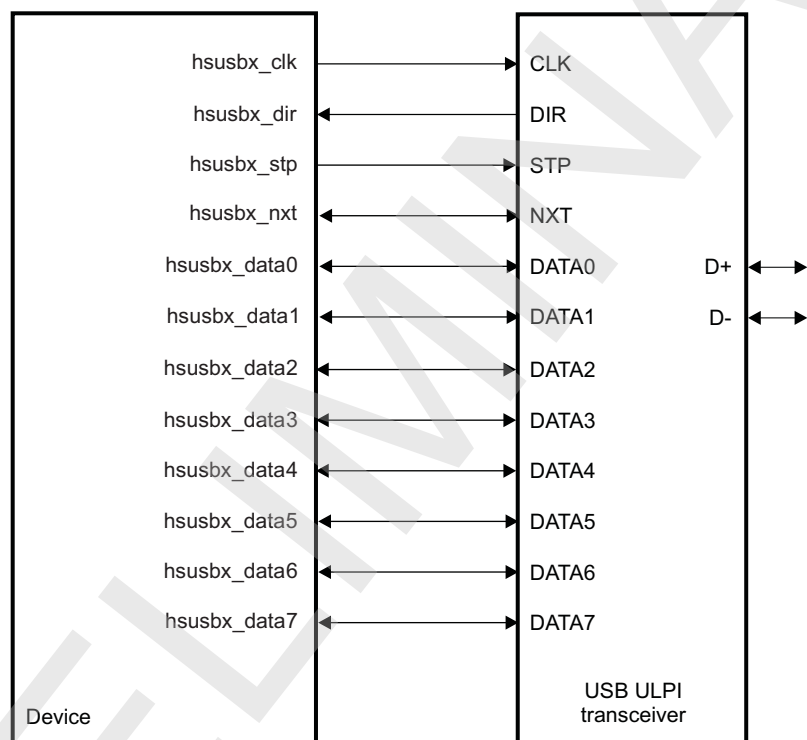 hsusbx_clk CLK
hsusbx_dir DIR
hsusbx_stp STP
hsusbx_nxt NXT
hsusbx_data0 DATA0 D+
hsusbx_data1 DATA1 D-
hsusbx_data2 DATA2
hsusbx_data3 DATA3
hsusbx_data4 DATA4
hsusbx_data5 DATA5
hsusbx_data6 DATA6
hsusbx_data7 DATA7
USB ULPI
Device transceiver